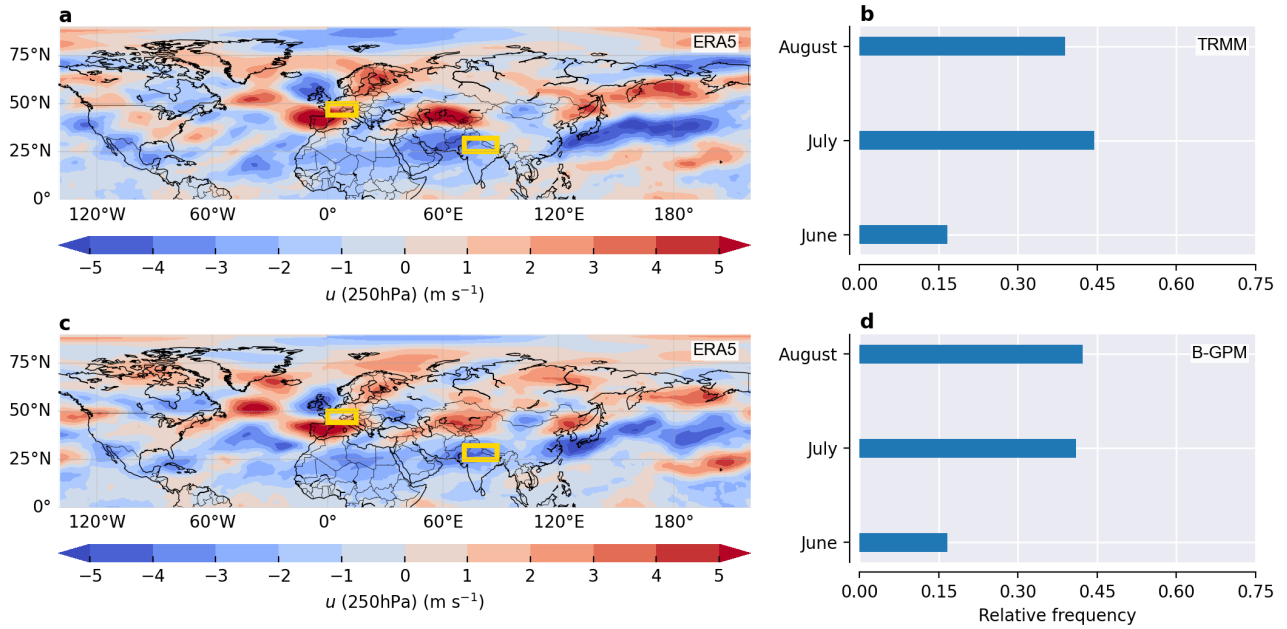 a
ERA5
75°N
50°N
25°N
0°
120°W 60°W 0° 60°E 120°E 180°
−5 −4 −3 −2 −1 0 1 2 3 4 5
u (250hPa) (m s⁻¹)
b
TRMM
August
July
June
0.00 0.15 0.30 0.45 0.60 0.75
c
ERA5
75°N
50°N
25°N
0°
120°W 60°W 0° 60°E 120°E 180°
−5 −4 −3 −2 −1 0 1 2 3 4 5
u (250hPa) (m s⁻¹)
d
B-GPM
August
July
June
0.00 0.15 0.30 0.45 0.60 0.75
Relative frequency